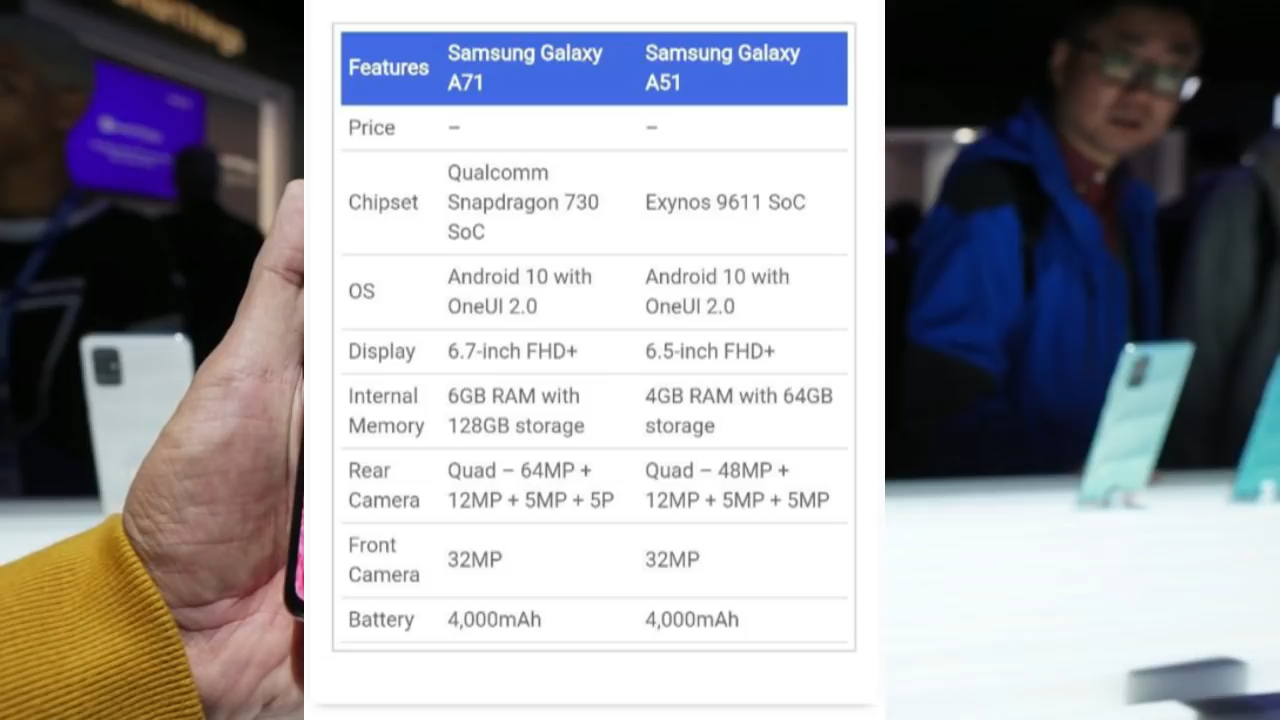 Features Samsung Galaxy A71 Samsung Galaxy A51
Price – –
Chipset Qualcomm Snapdragon 730 SoC Exynos 9611 SoC
OS Android 10 with OneUI 2.0 Android 10 with OneUI 2.0
Display 6.7-inch FHD+ 6.5-inch FHD+
Internal Memory 6GB RAM with 128GB storage 4GB RAM with 64GB storage
Rear Camera Quad – 64MP + 12MP + 5MP + 5P Quad – 48MP + 12MP + 5MP + 5MP
Front Camera 32MP 32MP
Battery 4,000mAh 4,000mAh